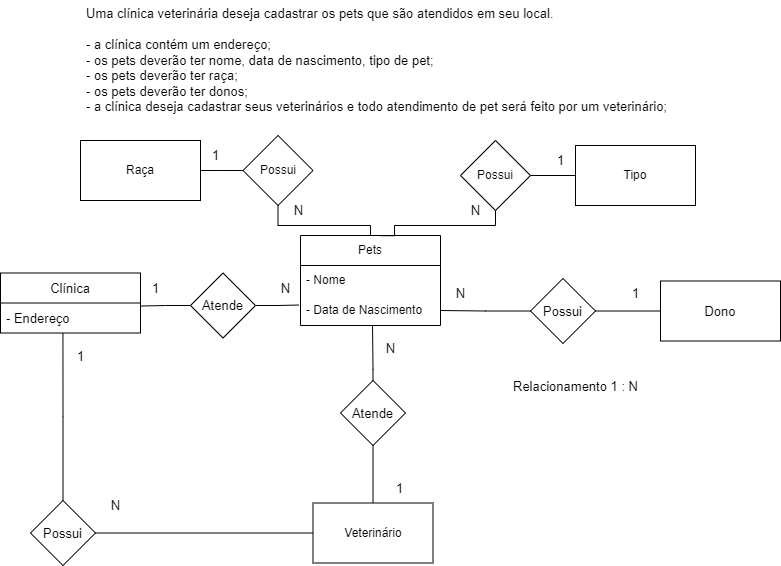 Uma clínica veterinária deseja cadastrar os pets que são atendidos em seu local.
- a clínica contém um endereço;
- os pets deverão ter nome, data de nascimento, tipo de pet;
- os pets deverão ter raça;
- os pets deverão ter donos;
- a clínica deseja cadastrar seus veterinários e todo atendimento de pet será feito por um veterinário;
Raça
1
Possui
N
Possui
N
1
Tipo
Pets
- Nome
- Data de Nascimento
Clínica
- Endereço
1
Atende
N
N
Possui
1
Dono
1
N
Relacionamento 1 : N
Atende
1
N
Possui
Veterinário